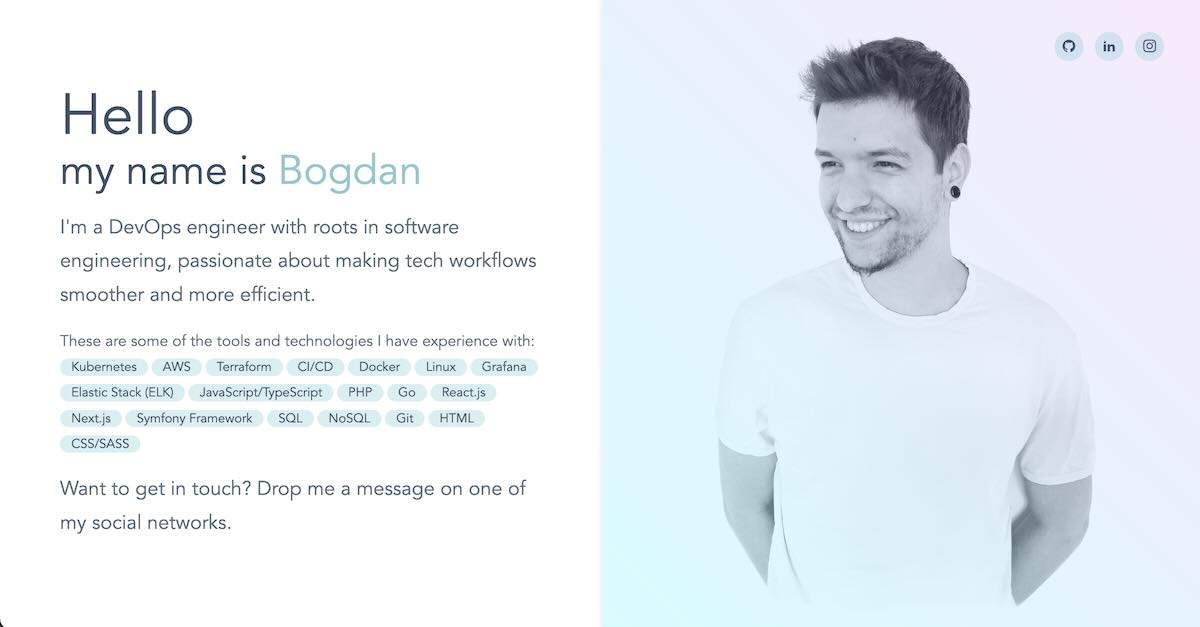 Hello
my name is Bogdan
I'm a DevOps engineer with roots in software
engineering, passionate about making tech workflows
smoother and more efficient.
These are some of the tools and technologies I have experience with:
Kubernetes AWS Terraform CI/CD Docker Linux Grafana
Elastic Stack (ELK) JavaScript/TypeScript PHP Go React.js
Next.js Symfony Framework SQL NoSQL Git HTML
CSS/SASS
Want to get in touch? Drop me a message on one of
my social networks.
in